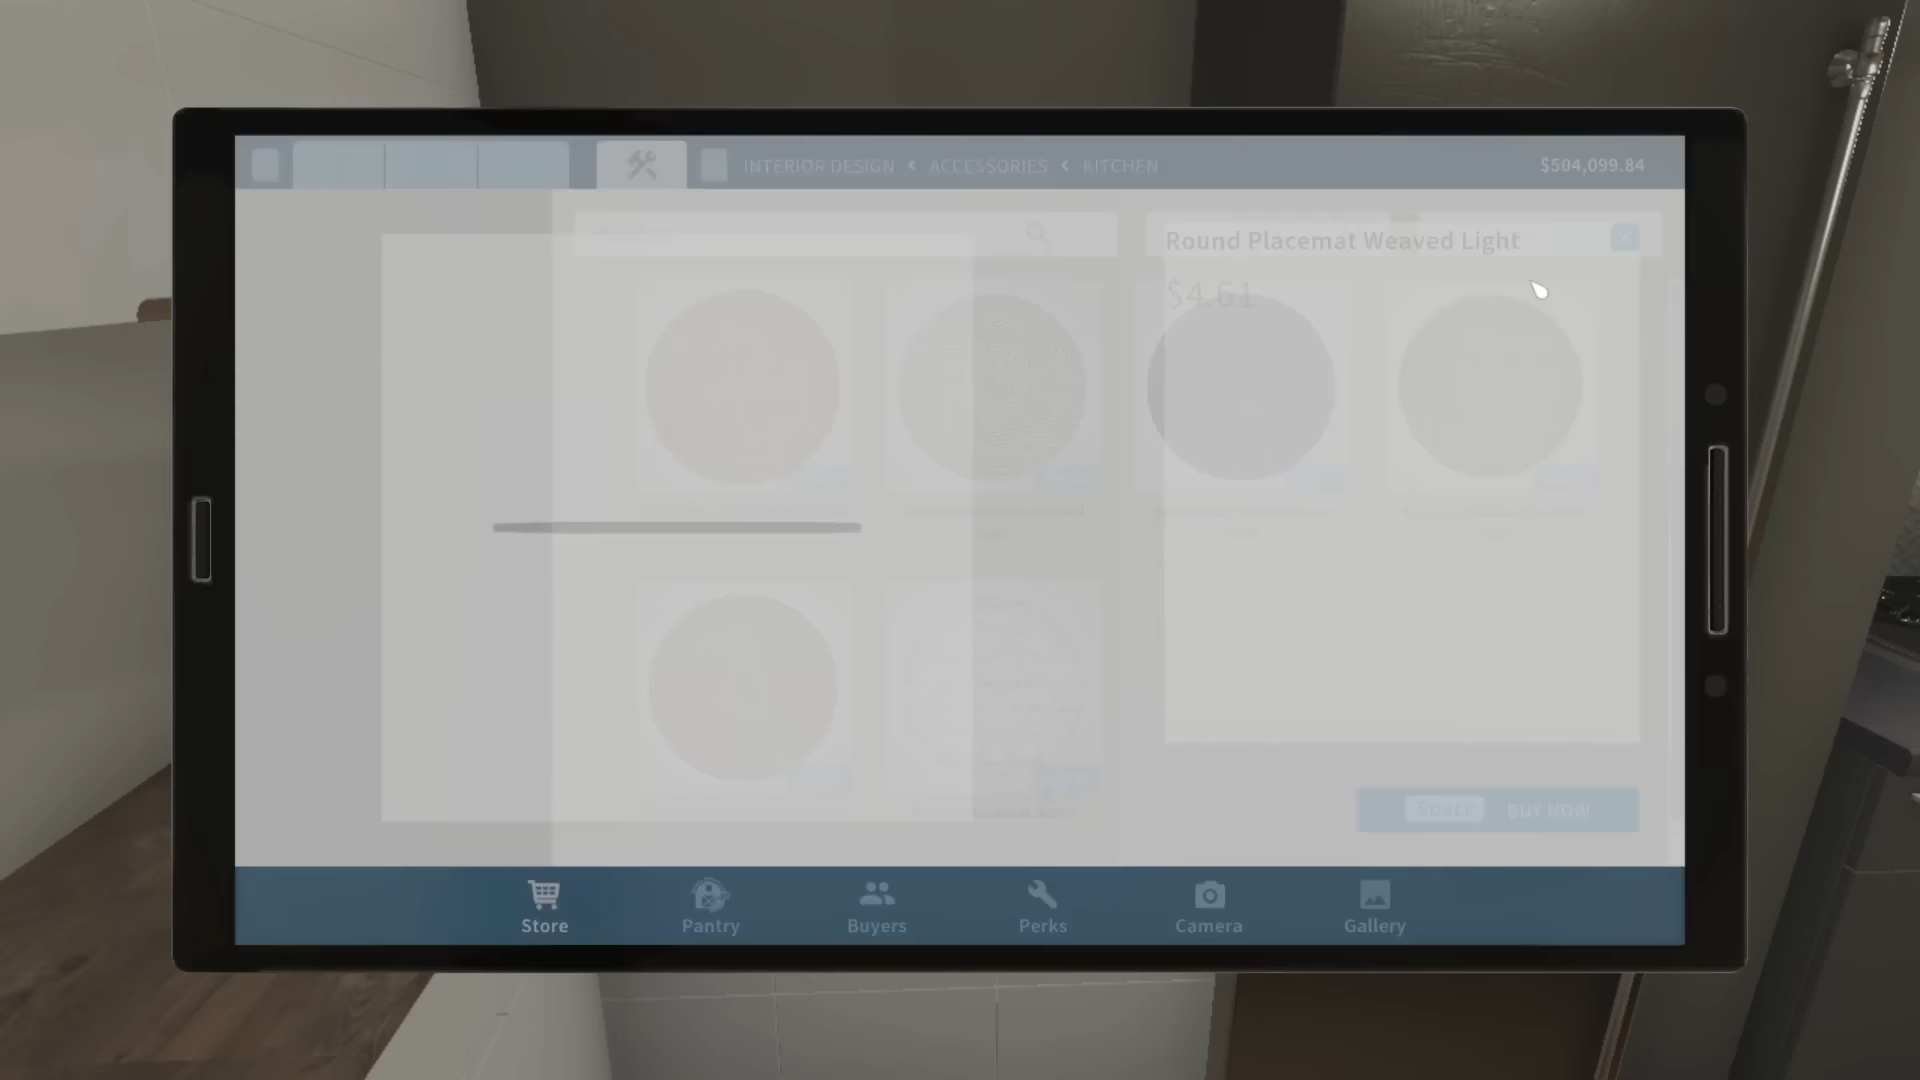 INTERIOR DESIGN < ACCESSORIES < KITCHEN
$504,099.84
Round Placemat Weaved Light
$4.61
Space BUY NOW
Store Pantry Buyers Perks Camera Gallery